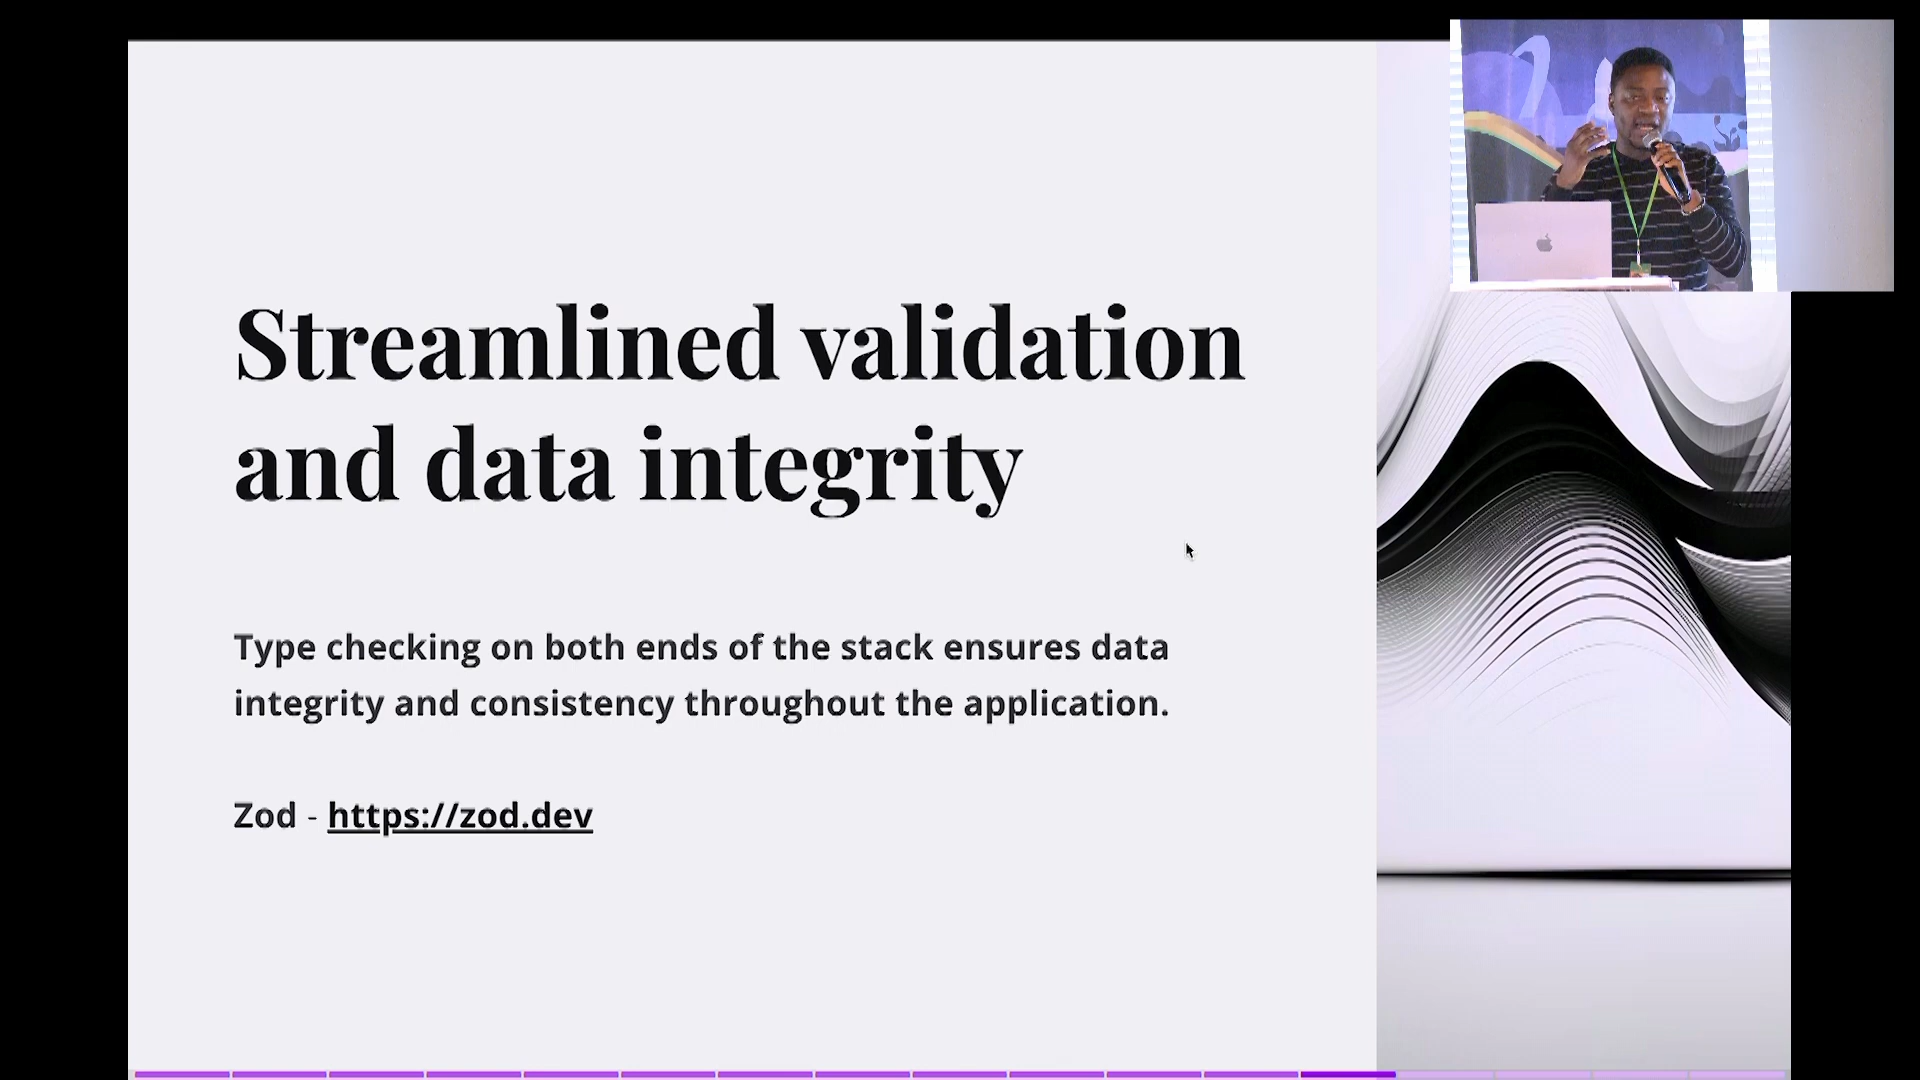 Streamlined validation
and data integrity
Type checking on both ends of the stack ensures data
integrity and consistency throughout the application.
Zod - https://zod.dev